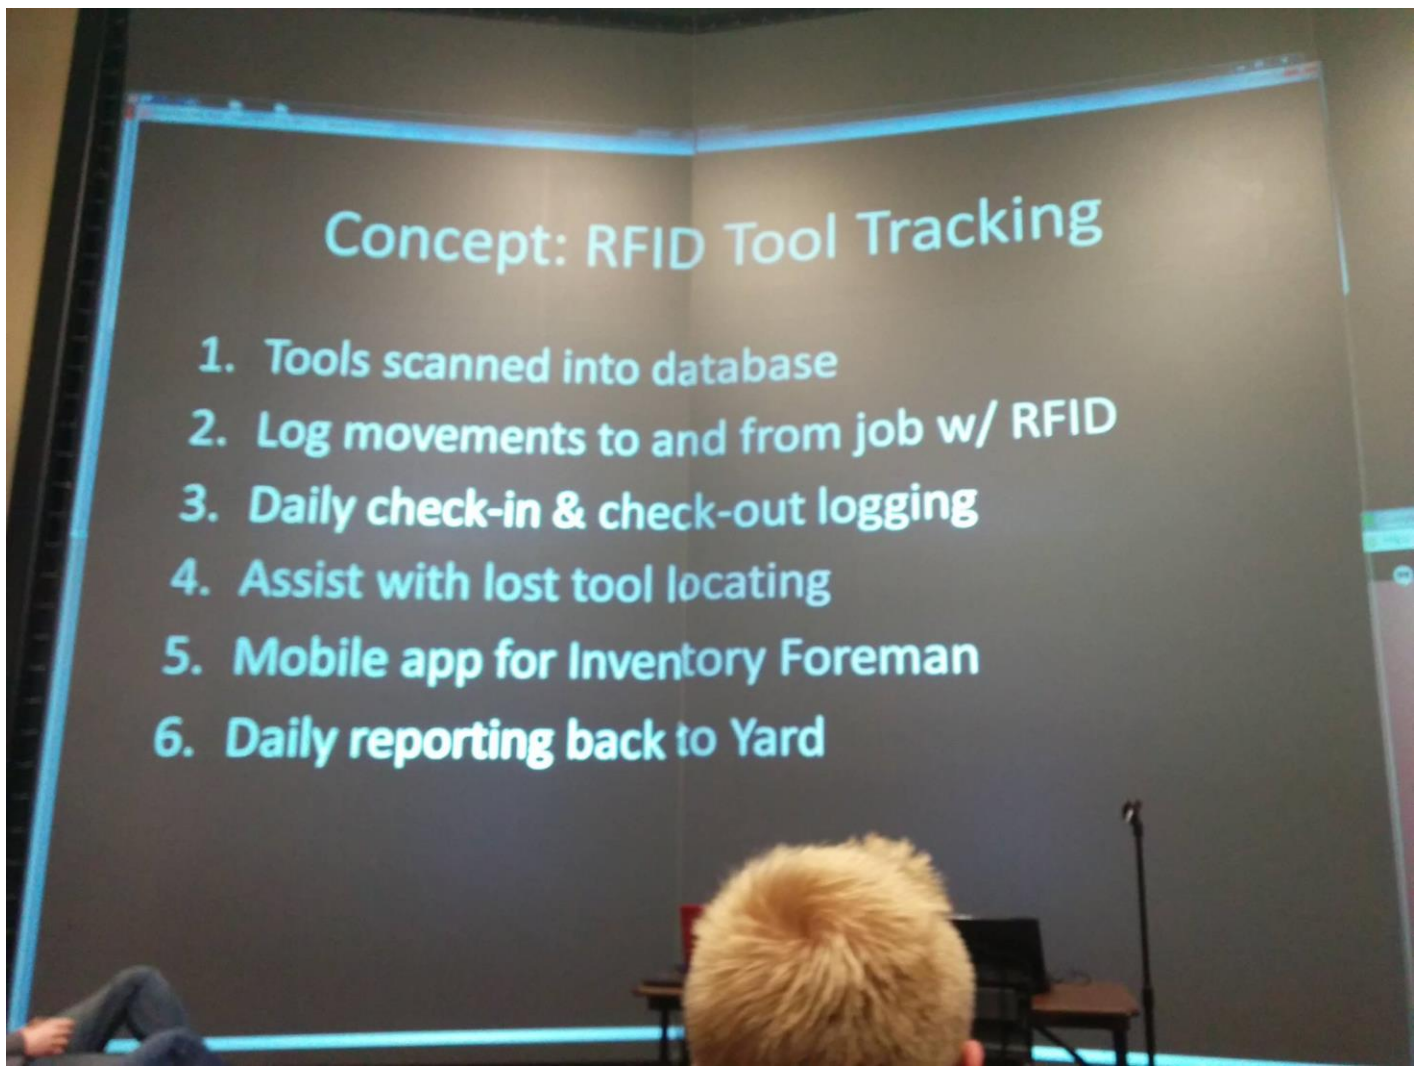 Concept: RFID Tool Tracking
1. Tools scanned into database
2. Log movements to and from job w/ RFID
3. Daily check-in & check-out logging
4. Assist with lost tool locating
5. Mobile app for Inventory Foreman
6. Daily reporting back to Yard